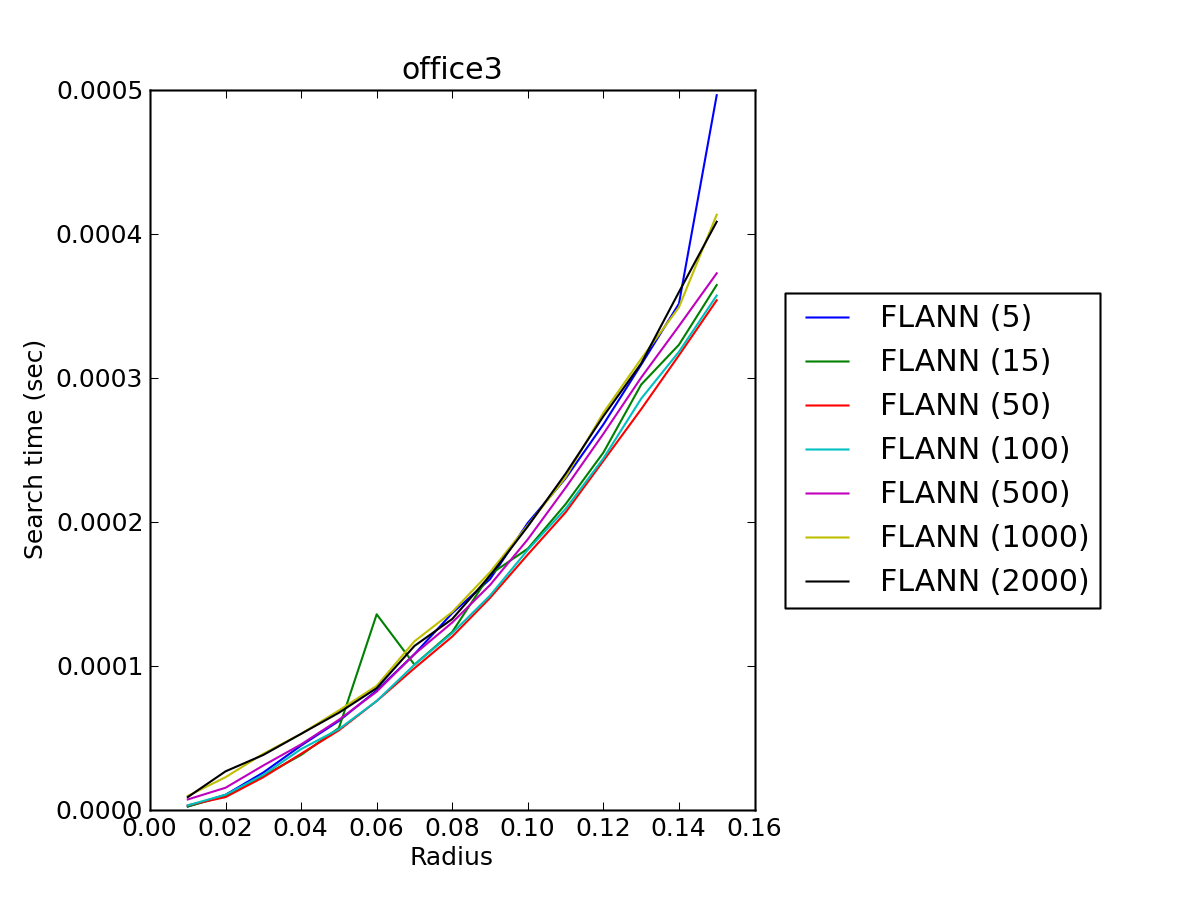 office3
0.0005
0.0004
0.0003
0.0002
0.0001
0.0000
Search time (sec)
0.00 0.02 0.04 0.06 0.08 0.10 0.12 0.14 0.16
Radius
FLANN (5)
FLANN (15)
FLANN (50)
FLANN (100)
FLANN (500)
FLANN (1000)
FLANN (2000)